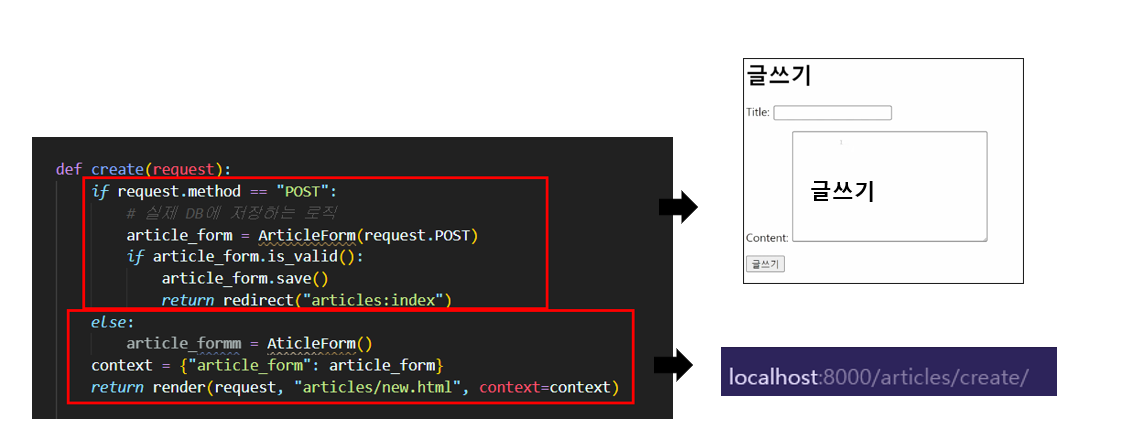 def create(request):
if request.method == "POST":
# 실제 DB에 저장하는 로직
article_form = ArticleForm(request.POST)
if article_form.is_valid():
article_form.save()
return redirect("articles:index")
else:
article_formm = AticleForm()
context = {"article_form": article_form}
return render(request, "articles/new.html", context=context)
글쓰기
Title:
글쓰기
Content:
글쓰기
localhost:8000/articles/create/